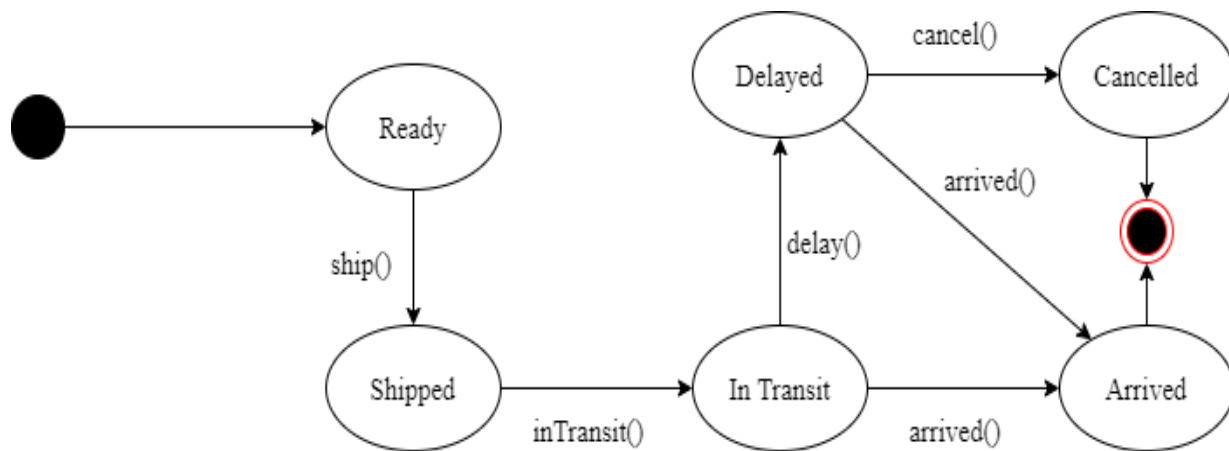 cancel()
Delayed
Cancelled
Ready
arrived()
delay()
ship()
Shipped
In Transit
Arrived
inTransit()
arrived()